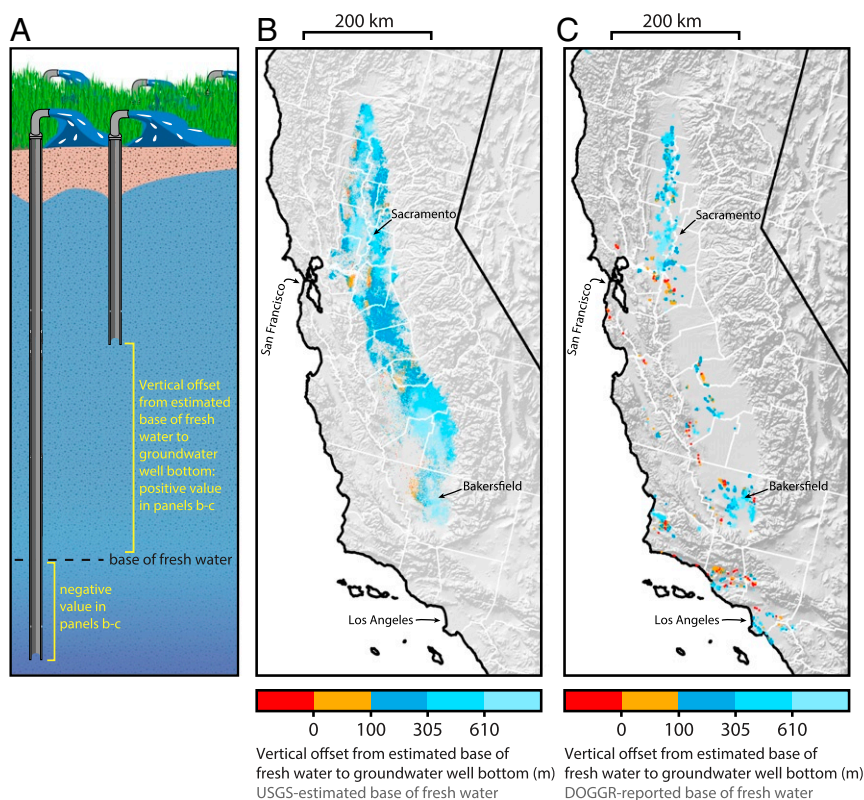 A
B
C
200 km
200 km
Vertical offset
from estimated
base of fresh
water to
groundwater
well bottom:
positive value
in panels b-c
base of fresh water
negative
value in
panels b-c
Sacramento
San Francisco
Bakersfield
Los Angeles
Sacramento
San Francisco
Bakersfield
Los Angeles
0 100 305 610
Vertical offset from estimated base of
fresh water to groundwater well bottom (m)
USGS-estimated base of fresh water
0 100 305 610
Vertical offset from estimated base of
fresh water to groundwater well bottom (m)
DOGGR-reported base of fresh water